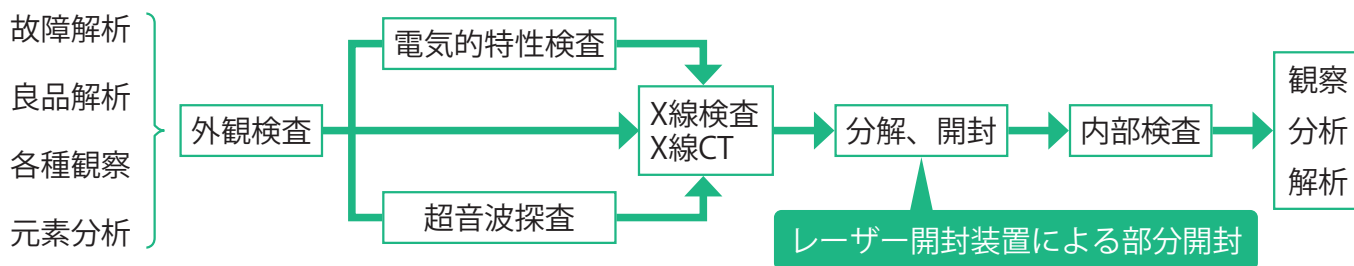 故障解析
良品解析
各種観察
元素分析
外観検査
電気的特性検査
超音波探査
X線検査
X線CT
分解、開封
レーザー開封装置による部分開封
内部検査
観察
分析
解析